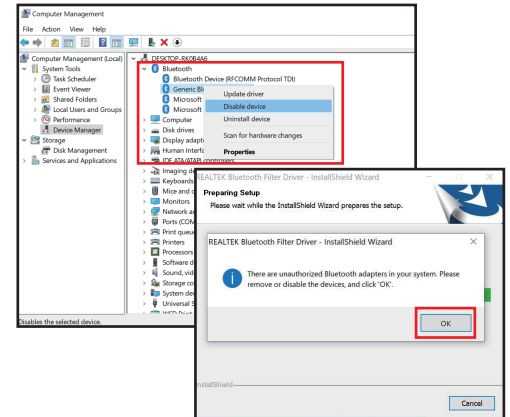 Computer Management
File Action View Help
Computer Management (Local)
System Tools
Task Scheduler
Event Viewer
Shared Folders
Local Users and Groups
Performance
Device Manager
Storage
Disk Management
Services and Applications
DESKTOP-RK0B4A6
Bluetooth
Bluetooth Device (RFCOMM Protocol TDI)
Generic Bl
Microsoft
Microsoft
Computer
Disk drives
Display adapt
Human Interfa
IDE ATA/ATAPI controllers
Imaging de
Keyboards
Mice and o
Monitors
Network a
Ports (COM
Print queu
Printers
Processors
Software d
Sound, vid
Storage co
System dev
Universal S
Update driver
Disable device
Uninstall device
Scan for hardware changes
Properties
Disables the selected device.
REALTEK Bluetooth Filter Driver - InstallShield Wizard
Preparing Setup
Please wait while the InstallShield Wizard prepares the setup.
REALTEK Bluetooth Filter Driver - InstallShield Wizard
There are unauthorized Bluetooth adapters in your system. Please
remove or disable the devices, and click 'OK'.
OK
InstallShield
Cancel